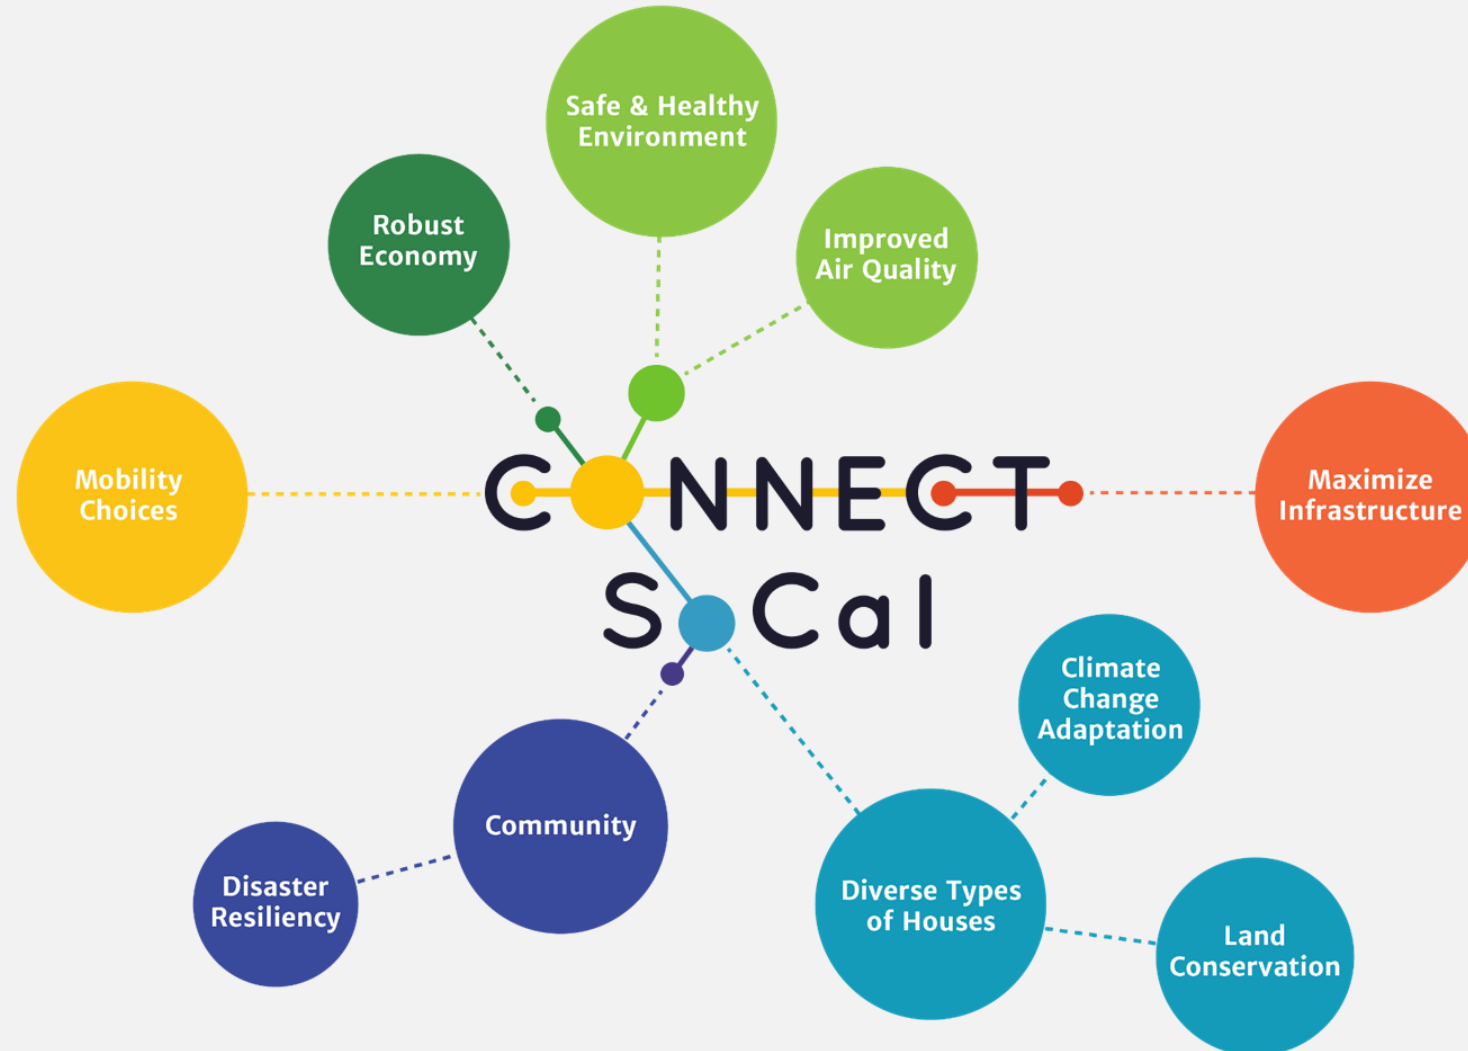 Safe & Healthy
Environment
Robust
Economy
Improved
Air Quality
Mobility
Choices
CONNECT
SoCal
Maximize
Infrastructure
Climate
Change
Adaptation
Community
Diverse Types
of Houses
Disaster
Resiliency
Land
Conservation